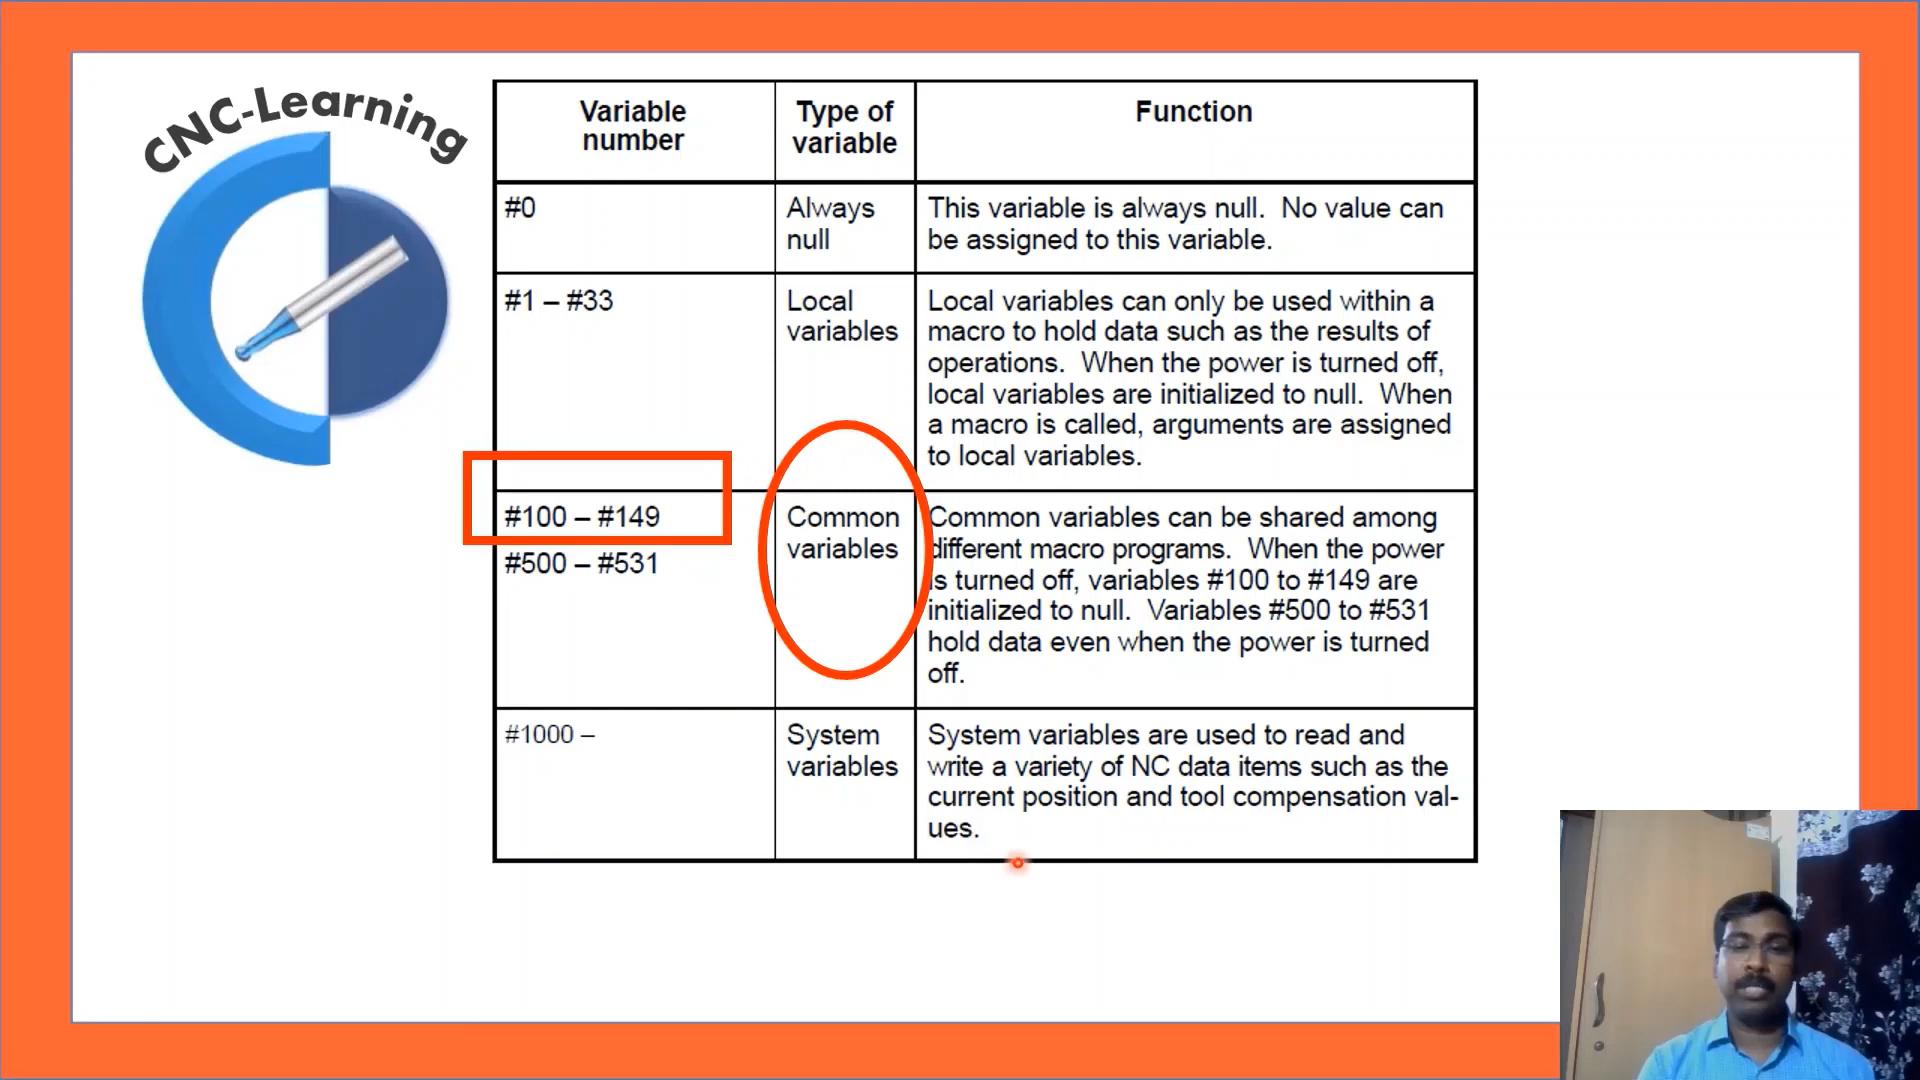 CNC-Learning
Variable
number
Type of
variable
Function
#0
Always
null
This variable is always null. No value can
be assigned to this variable.
#1 – #33
Local
variables
Local variables can only be used within a
macro to hold data such as the results of
operations. When the power is turned off,
local variables are initialized to null. When
a macro is called, arguments are assigned
to local variables.
#100 – #149
#500 – #531
Common
variables
Common variables can be shared among
different macro programs. When the power
is turned off, variables #100 to #149 are
initialized to null. Variables #500 to #531
hold data even when the power is turned
off.
#1000 –
System
variables
System variables are used to read and
write a variety of NC data items such as the
current position and tool compensation val-
ues.